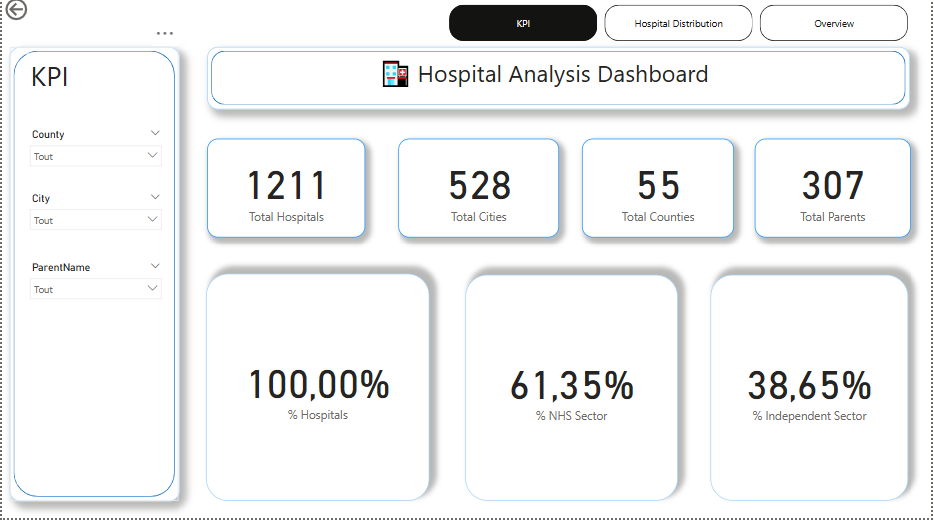 KPI
Hospital Distribution
Overview
KPI
Hospital Analysis Dashboard
County
Tout
City
Tout
ParentName
Tout
1211
Total Hospitals
528
Total Cities
55
Total Counties
307
Total Parents
100,00%
% Hospitals
61,35%
% NHS Sector
38,65%
% Independent Sector